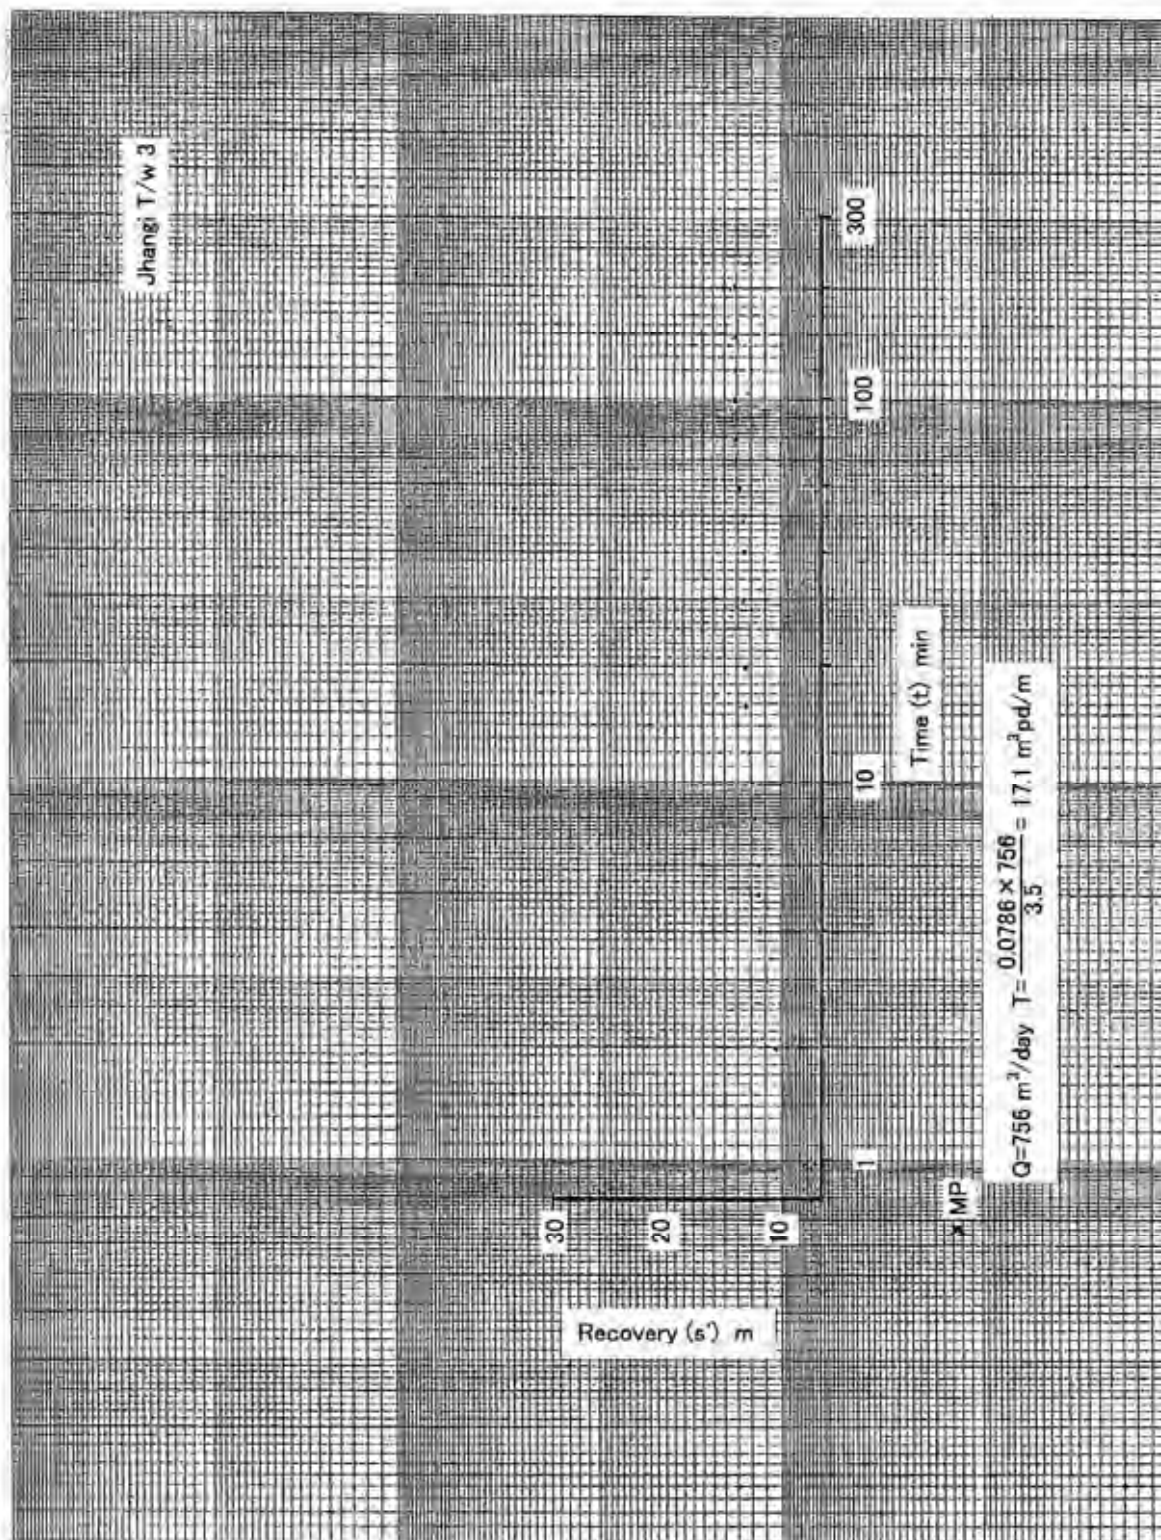 Jhangi T/w 3
Recovery (s') m
30
20
10
1
10
100
300
Time (t) min
×MP
Q=756 m³/day T= 0.0786 × 756 / 3.5 = 17.1 m³pd/m